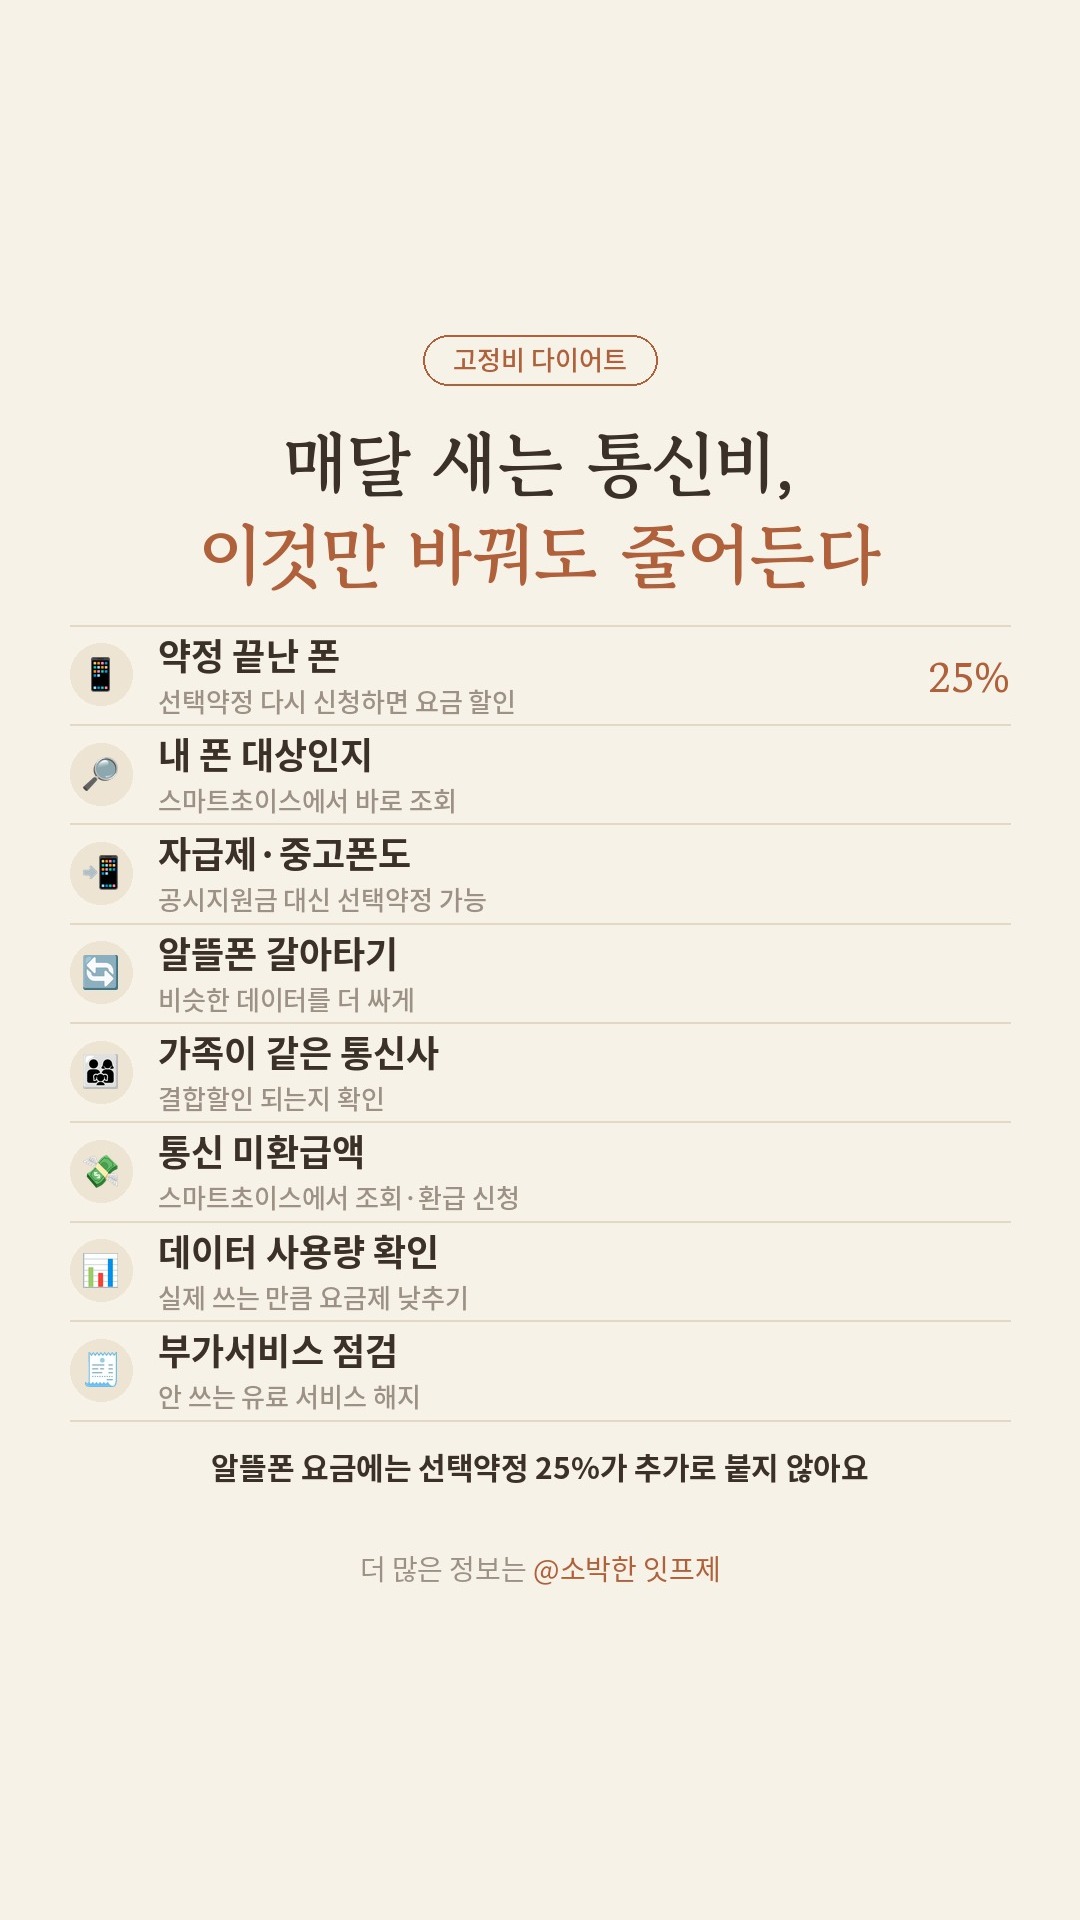 고정비 다이어트
매달 새는 통신비,
이것만 바꿔도 줄어든다
약정 끝난 폰
선택약정 다시 신청하면 요금 할인
25%
내 폰 대상인지
스마트초이스에서 바로 조회
자급제·중고폰도
공시지원금 대신 선택약정 가능
알뜰폰 갈아타기
비슷한 데이터를 더 싸게
가족이 같은 통신사
결합할인 되는지 확인
통신 미환급액
스마트초이스에서 조회·환급 신청
데이터 사용량 확인
실제 쓰는 만큼 요금제 낮추기
부가서비스 점검
안 쓰는 유료 서비스 해지
알뜰폰 요금에는 선택약정 25%가 추가로 붙지 않아요
더 많은 정보는 @소박한 잇프제